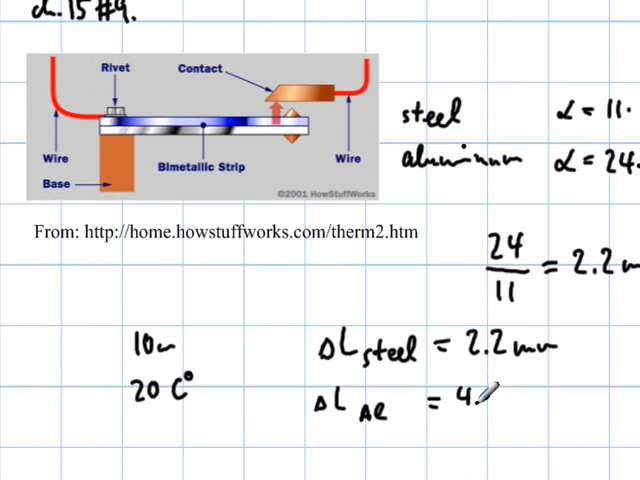 ch. 15 #9.
Rivet
Contact
steel α = 11.
Wire
Bimetallic Strip
Wire
aluminum α = 24.
Base
©2001 HowStuffWorks
From: http://home.howstuffworks.com/therm2.htm
24/11 = 2.2 m
10m
ΔL steel = 2.2 mm
20 C°
ΔL Al = 4.